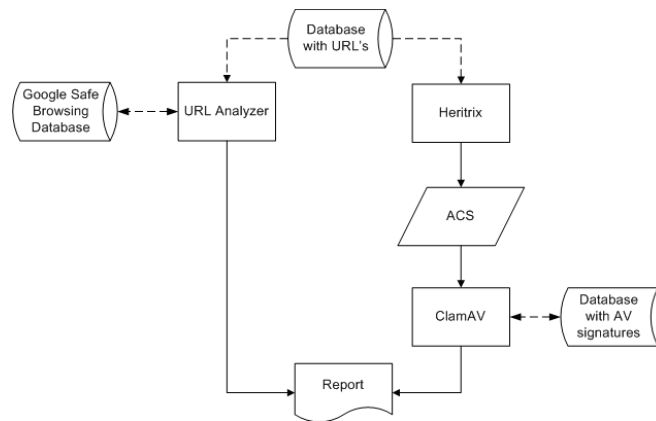 Database
with URL's
Google Safe
Browsing
Database
URL Analyzer
Heritrix
ACS
ClamAV
Database
with AV
signatures
Report